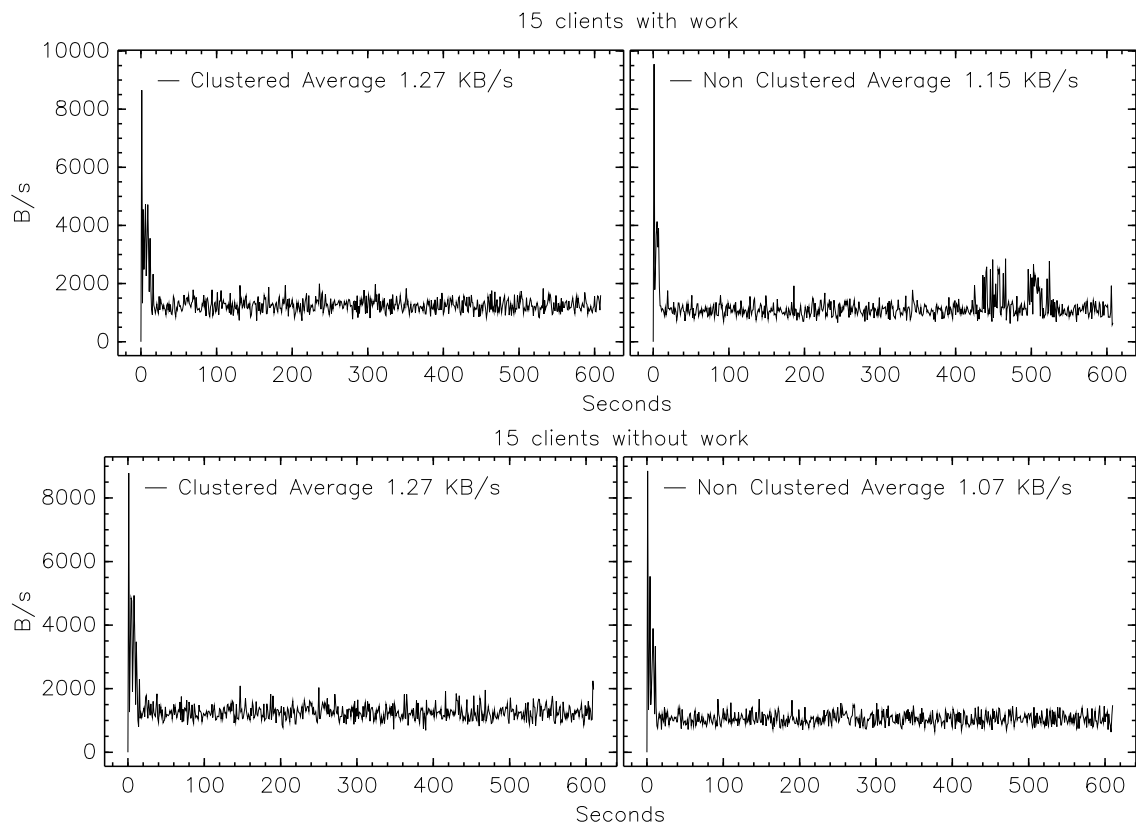 15 clients with work
10000
8000
6000
4000
2000
0
B/s
— Clustered Average 1.27 KB/s
— Non Clustered Average 1.15 KB/s
0 100 200 300 400 500 600
0 100 200 300 400 500 600
Seconds
15 clients without work
8000
6000
4000
2000
0
B/s
— Clustered Average 1.27 KB/s
— Non Clustered Average 1.07 KB/s
0 100 200 300 400 500 600
0 100 200 300 400 500 600
Seconds